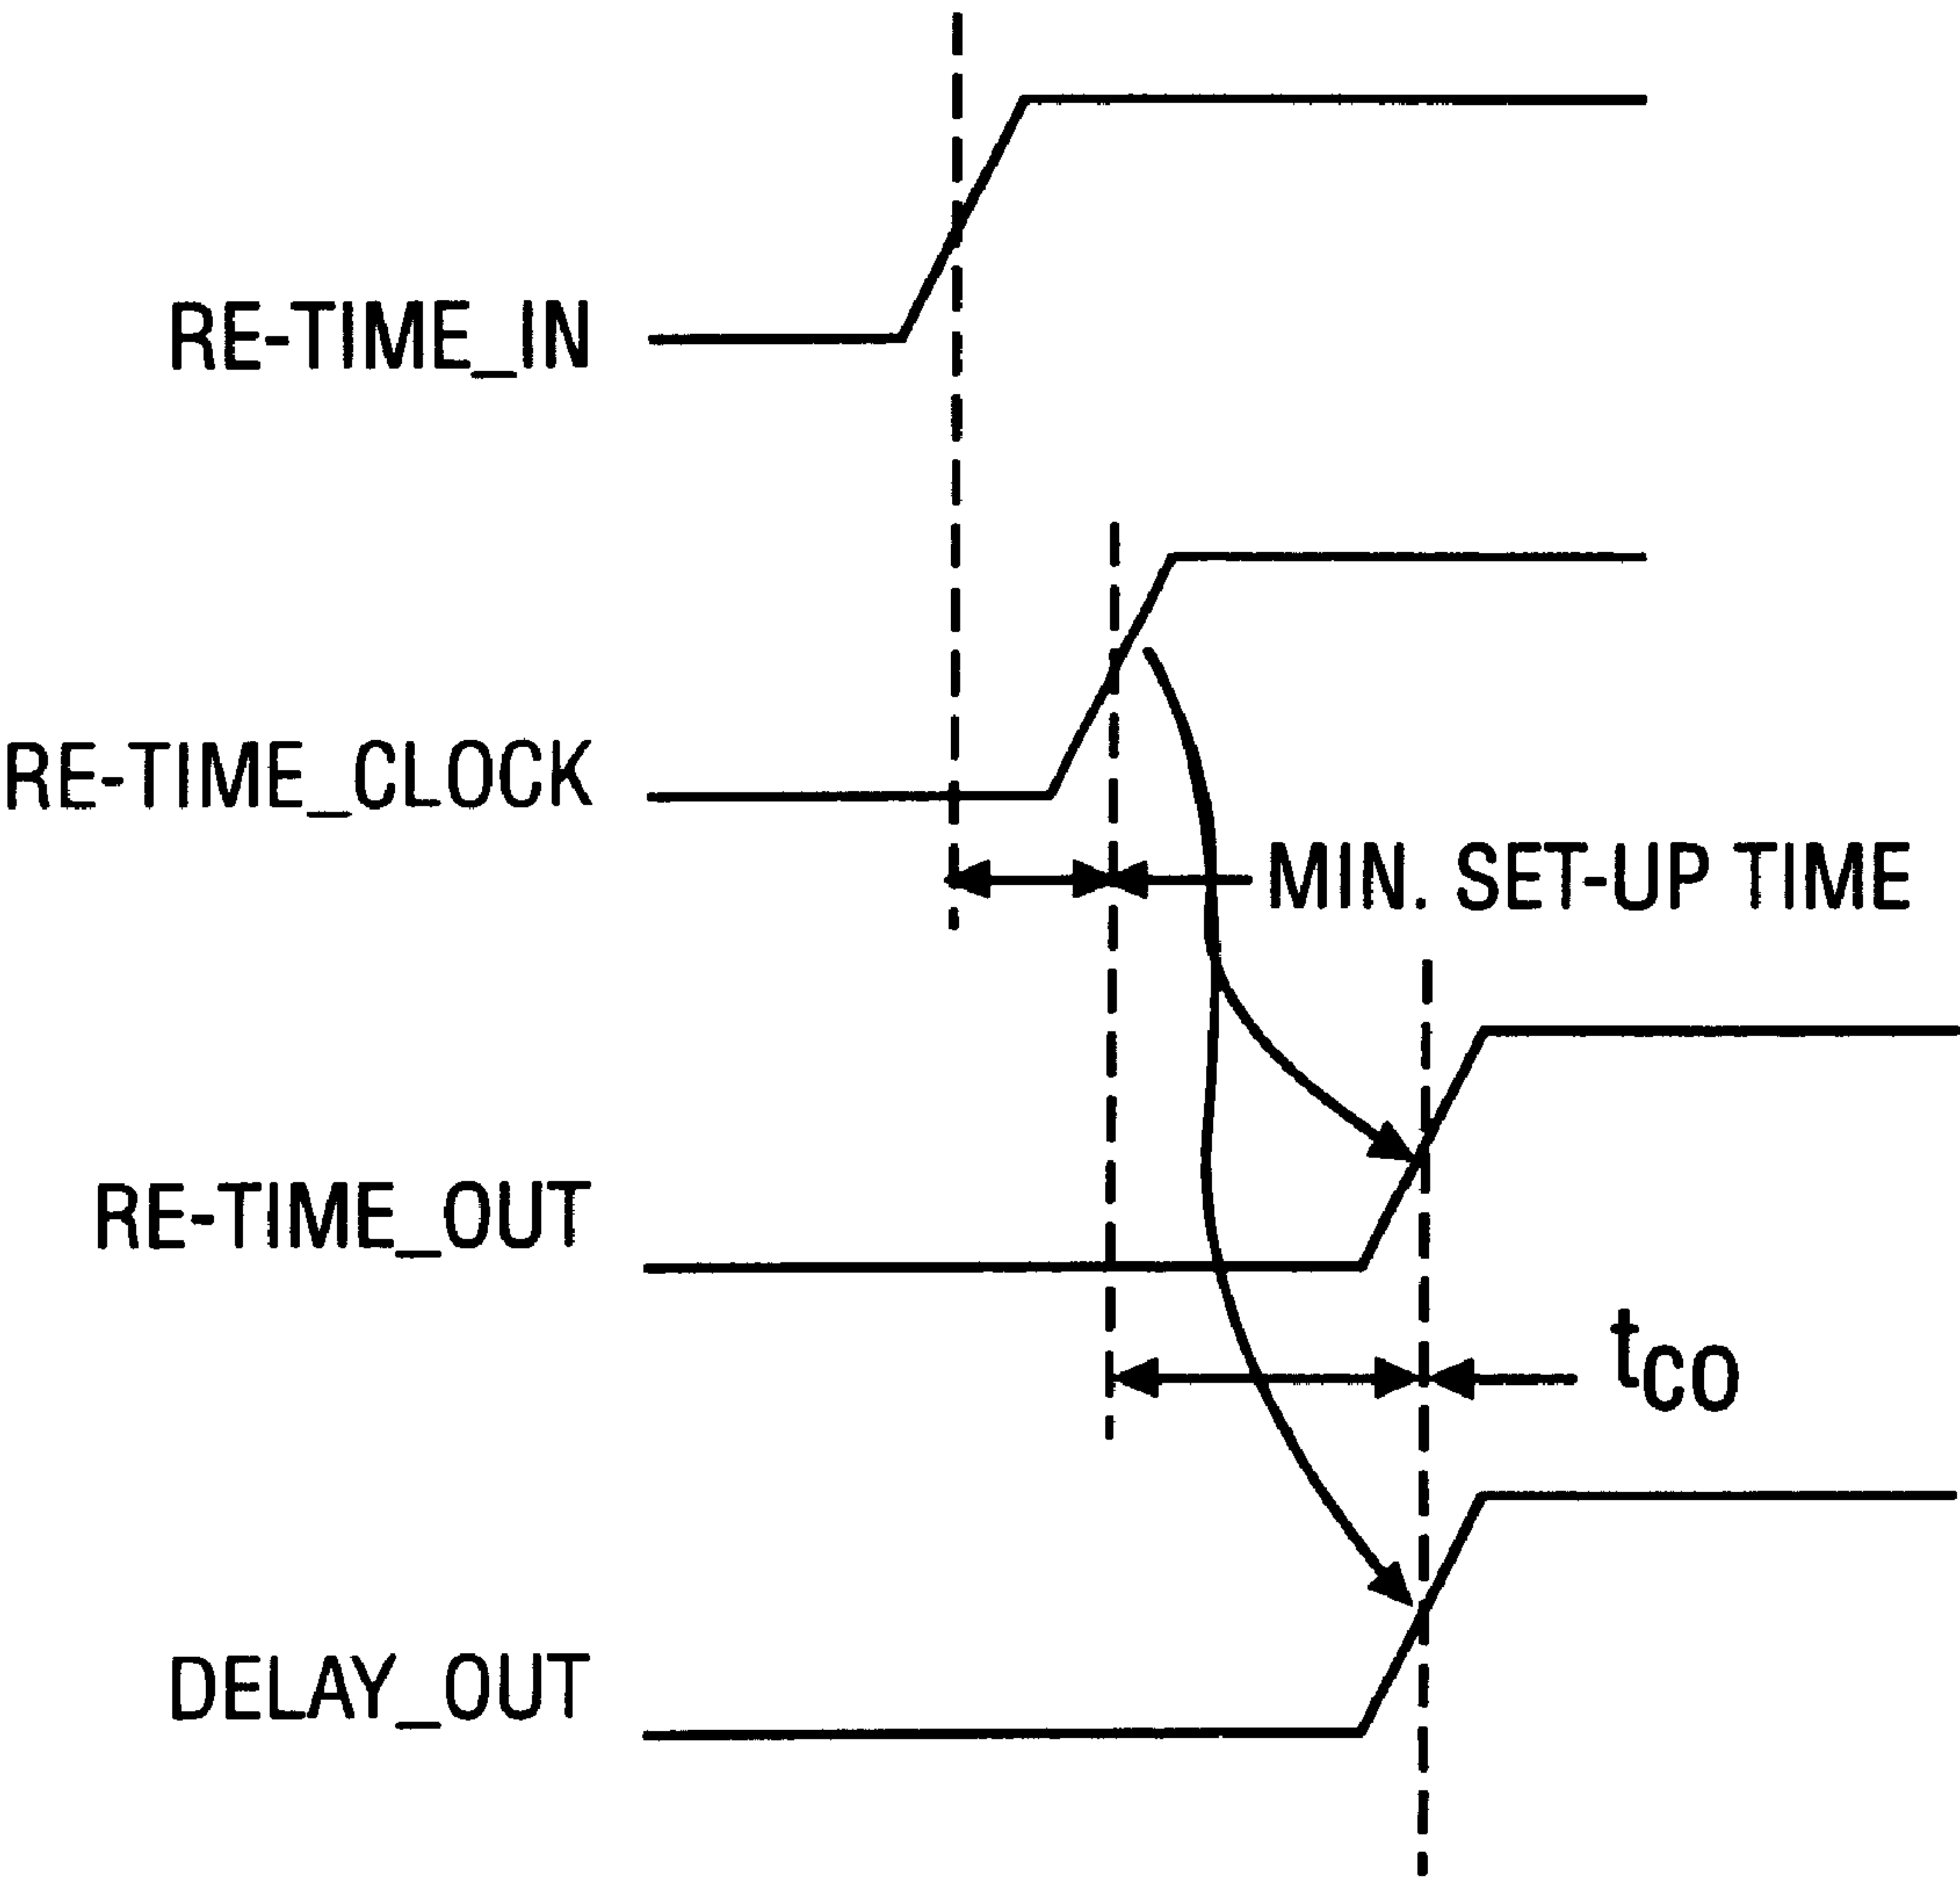 RE-TIME_IN
RE-TIME_CLOCK
MIN. SET-UP TIME
RE-TIME_OUT
tCO
DELAY_OUT